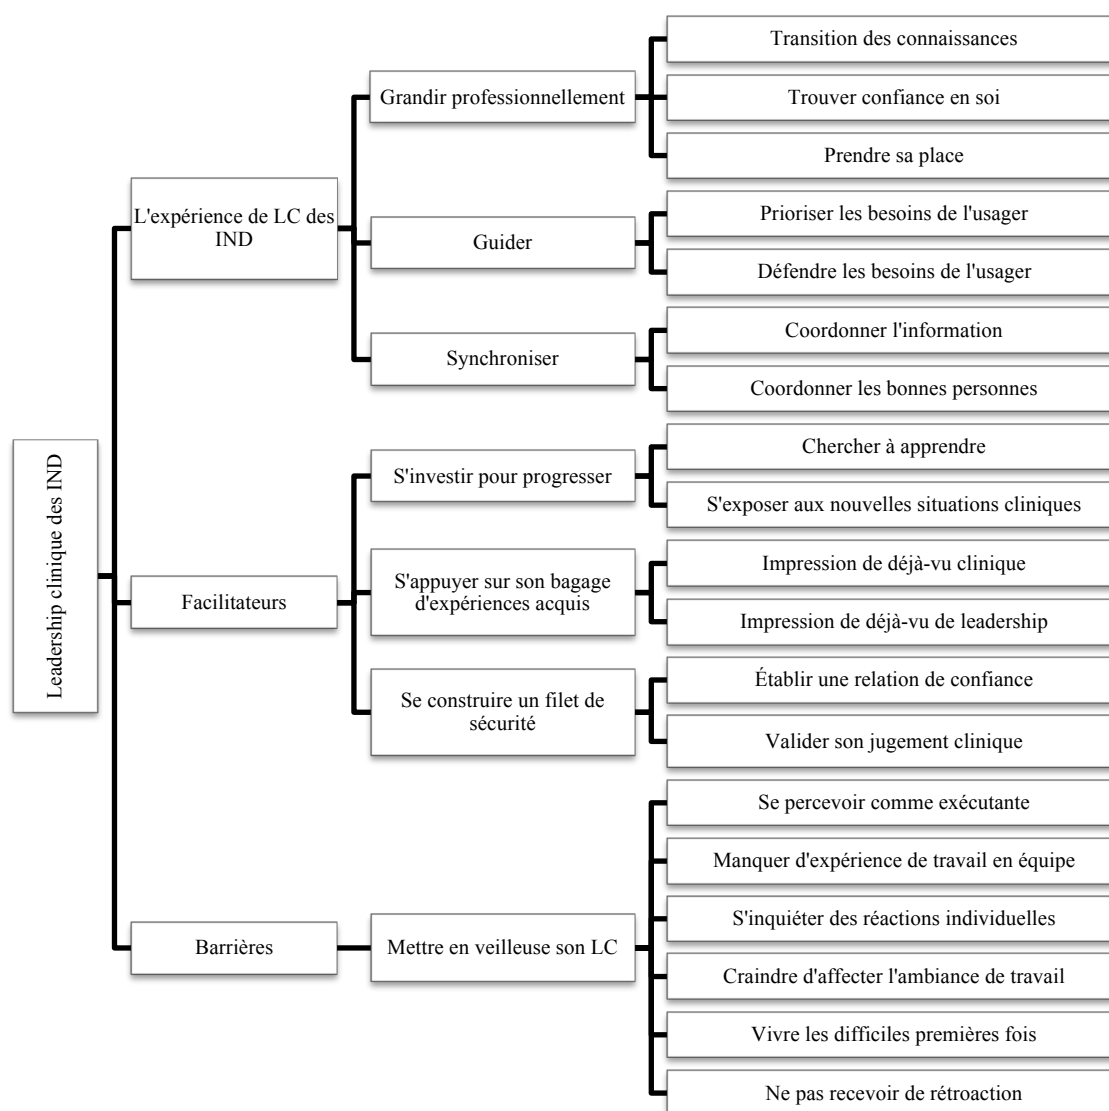 Leadership clinique des IND
L'expérience de LC des
IND
Grandir professionnellement
Transition des connaissances
Trouver confiance en soi
Prendre sa place
Guider
Prioriser les besoins de l'usager
Défendre les besoins de l'usager
Synchroniser
Coordonner l'information
Coordonner les bonnes personnes
Facilitateurs
S'investir pour progresser
Chercher à apprendre
S'exposer aux nouvelles situations cliniques
S'appuyer sur son bagage
d'expériences acquis
Impression de déjà-vu clinique
Impression de déjà-vu de leadership
Se construire un filet de
sécurité
Établir une relation de confiance
Valider son jugement clinique
Barrières
Mettre en veilleuse son LC
Se percevoir comme exécutante
Manquer d'expérience de travail en équipe
S'inquiéter des réactions individuelles
Craindre d'affecter l'ambiance de travail
Vivre les difficiles premières fois
Ne pas recevoir de rétroaction